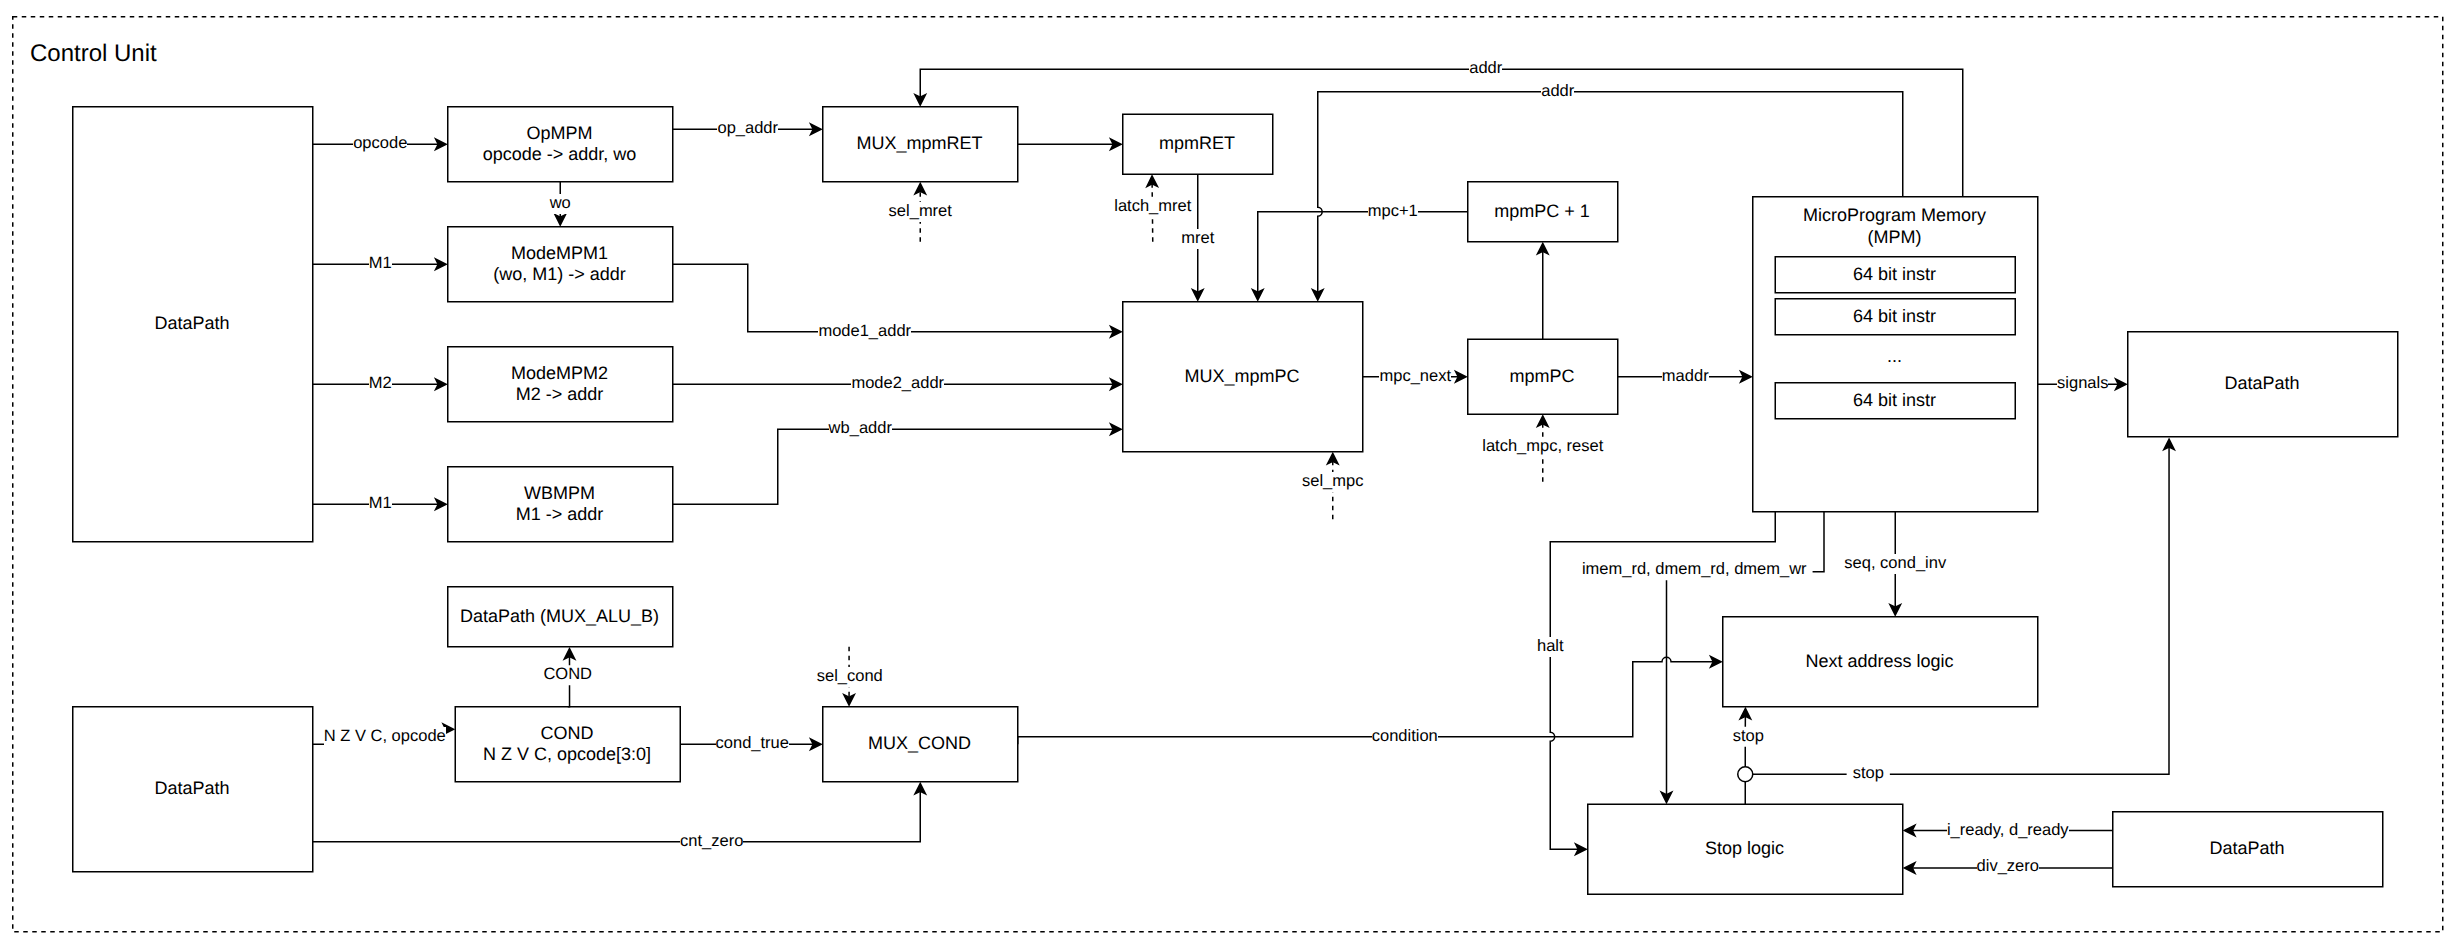 Control Unit
addr
addr
DataPath
opcode
OpMPM
opcode -> addr, wo
op_addr
MUX_mpmRET
mpmRET
wo
sel_mret
latch_mret
mret
mpc+1
mpmPC + 1
MicroProgram Memory
(MPM)
64 bit instr
64 bit instr
...
64 bit instr
M1
ModeMPM1
(wo, M1) -> addr
mode1_addr
M2
ModeMPM2
M2 -> addr
mode2_addr
MUX_mpmPC
mpc_next
mpmPC
maddr
signals
DataPath
wb_addr
latch_mpc, reset
sel_mpc
M1
WBMPM
M1 -> addr
imem_rd, dmem_rd, dmem_wr
seq, cond_inv
DataPath (MUX_ALU_B)
COND
sel_cond
halt
Next address logic
N Z V C, opcode
COND
N Z V C, opcode[3:0]
cond_true
MUX_COND
condition
stop
stop
DataPath
cnt_zero
Stop logic
i_ready, d_ready
div_zero
DataPath